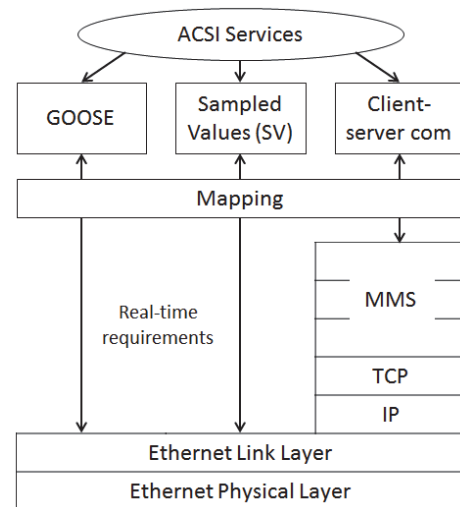 ACSI Services
GOOSE
Sampled
Values (SV)
Client-
server com
Mapping
Real-time
requirements
MMS
TCP
IP
Ethernet Link Layer
Ethernet Physical Layer